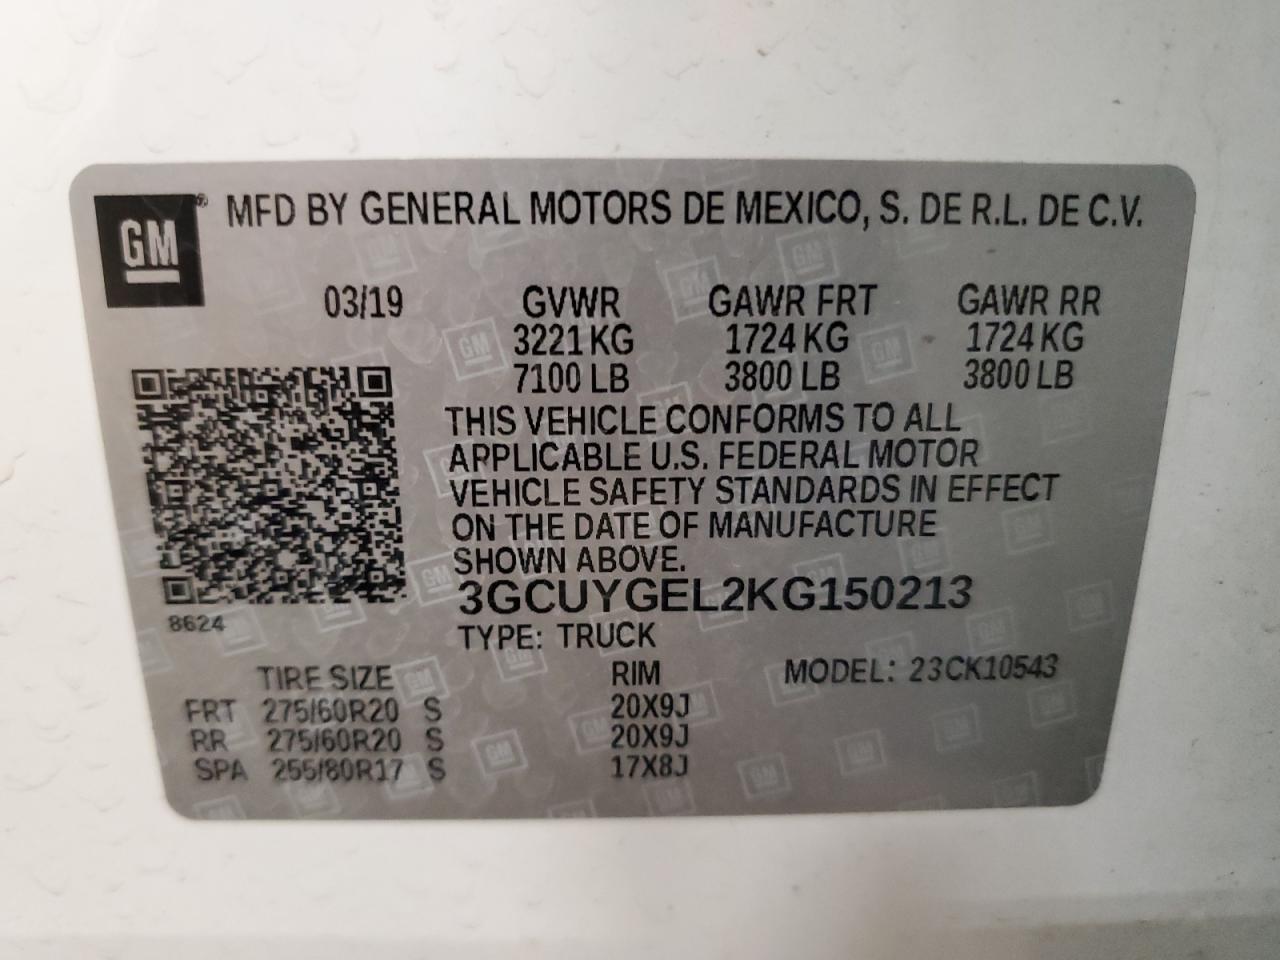 GM® MFD BY GENERAL MOTORS DE MEXICO, S. DE R.L. DE C.V.
03/19 GVWR GAWR FRT GAWR RR
3221 KG 1724 KG 1724 KG
7100 LB 3800 LB 3800 LB
THIS VEHICLE CONFORMS TO ALL
APPLICABLE U.S. FEDERAL MOTOR
VEHICLE SAFETY STANDARDS IN EFFECT
ON THE DATE OF MANUFACTURE
SHOWN ABOVE.
3GCUYGEL2KG150213
8624
TYPE: TRUCK
TIRE SIZE RIM MODEL: 23CK10543
FRT 275/60R20 S 20X9J
RR 275/60R20 S 20X9J
SPA 255/80R17 S 17X8J